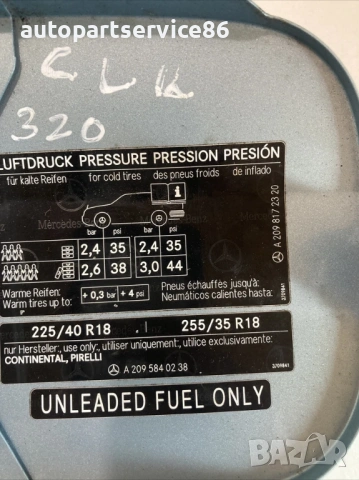 autopartservice86
CLK
320
LUFTDRUCK PRESSURE PRESSION PRESIÓN
für kalte Reifen for cold tires des pneus froids de inflado
i
bar psi bar psi
2,4 35 2,4 35
2,6 38 3,0 44
Warme Reifen: Pneus échauffés jusqu'à:
Warm tires up to: + 0,3 bar + 4 psi Neumáticos calientes hasta:
A 209 817 23 20
225/40 R18 255/35 R18
nur Hersteller; use only; utiliser uniquement; utilice exclusivamente:
CONTINENTAL, PIRELLI
A 209 584 02 38
UNLEADED FUEL ONLY
bazar